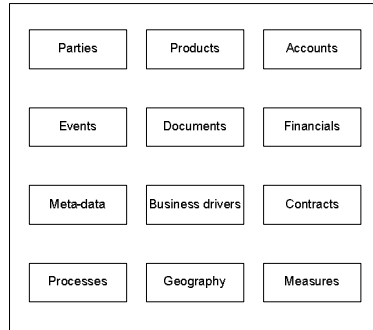 Parties
Products
Accounts
Events
Documents
Financials
Meta-data
Business drivers
Contracts
Processes
Geography
Measures